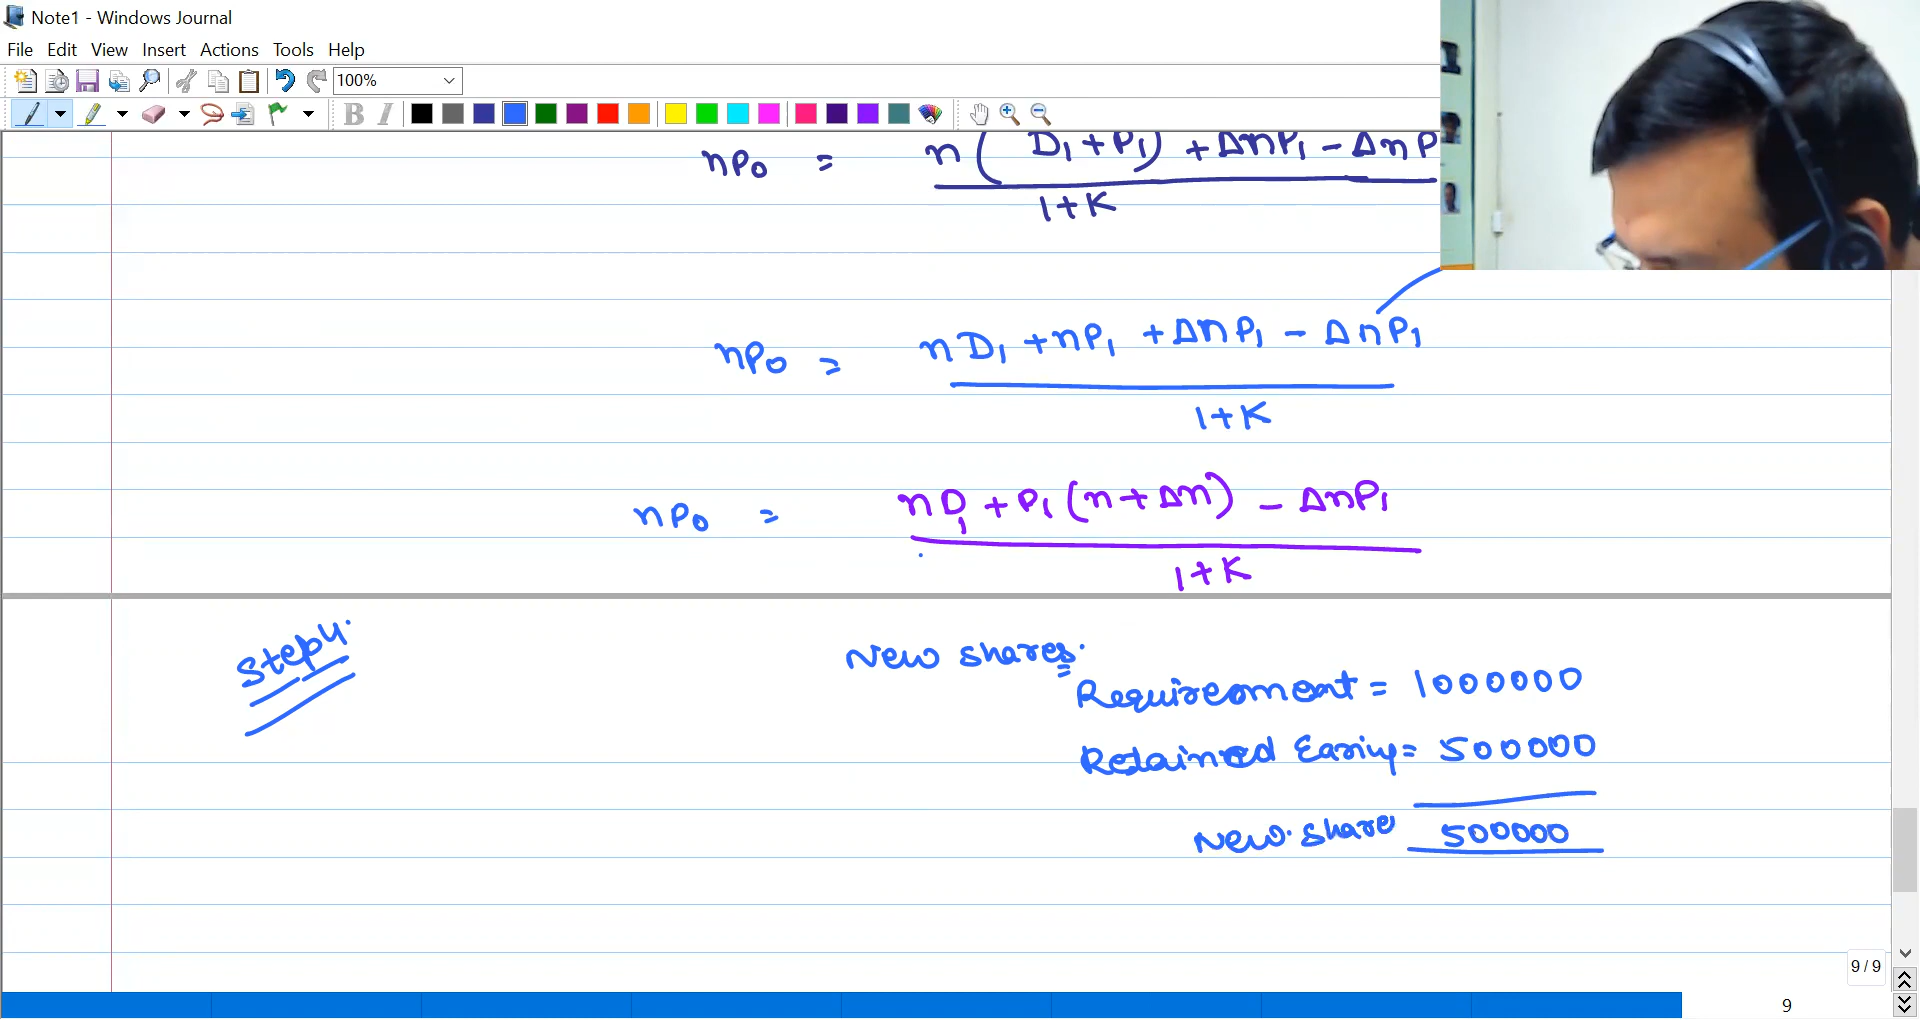 Note1 - Windows Journal
File Edit View Insert Actions Tools Help
100%
B I
nP₀ = n ( D₁ + P₁) + ΔnP₁ - ΔnP
1+K
nP₀ = nD₁ + nP₁ + ΔnP₁ - ΔnP₁
1+K
nP₀ = nD₁ + P₁ (n + Δn) - ΔnP₁
1+K
Step4.
New shares.
Requirement = 1000000
Retained = 500000
New share 500000
9 / 9
9